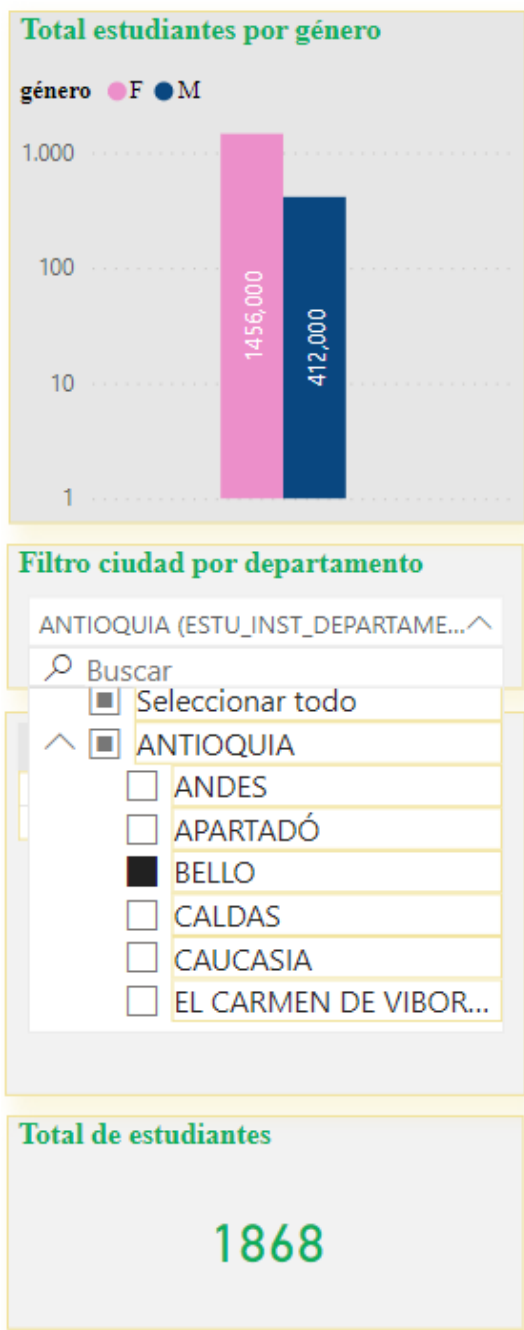 Total estudiantes por género
género F M
1.000
100
10
1
1456,000
412,000
Filtro ciudad por departamento
ANTIOQUIA (ESTU_INST_DEPARTAME...
Buscar
Seleccionar todo
ANTIOQUIA
ANDES
APARTADÓ
BELLO
CALDAS
CAUCASIA
EL CARMEN DE VIBOR...
Total de estudiantes
1868